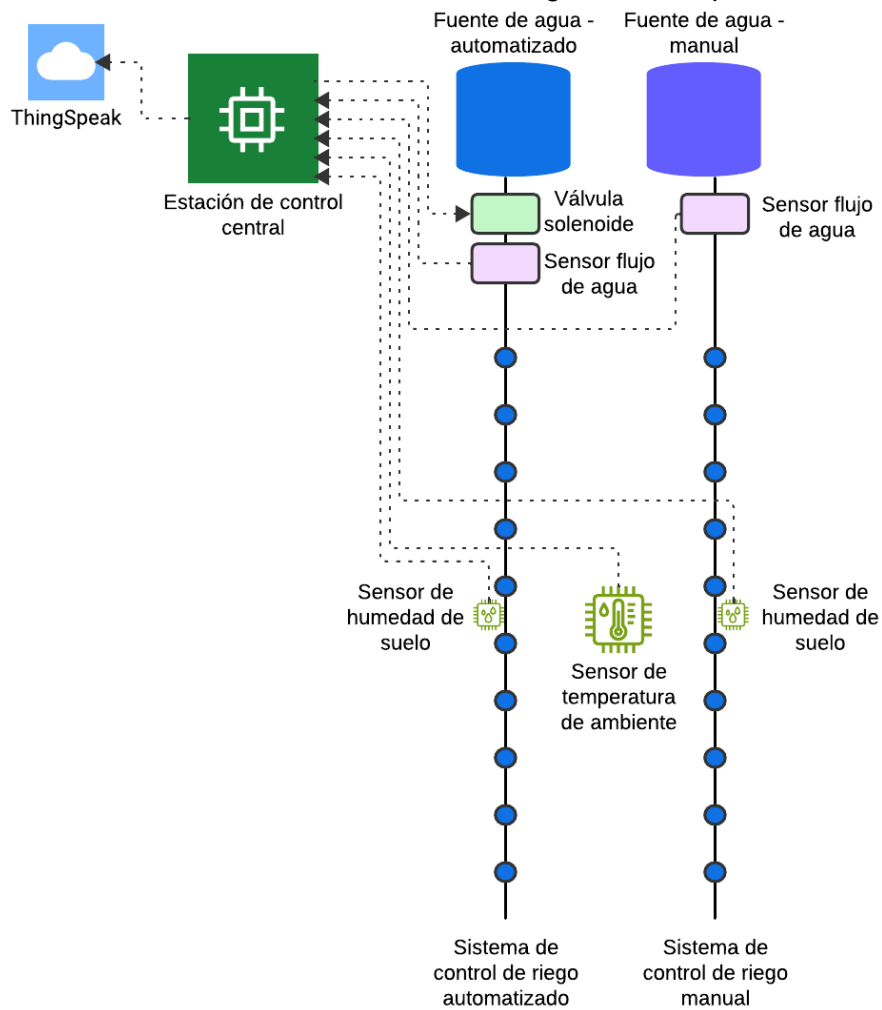 Fuente de agua -
automatizado
Fuente de agua -
manual
ThingSpeak
Estación de control
central
Válvula
solenoide
Sensor flujo
de agua
Sensor flujo
de agua
Sensor de
humedad de
suelo
Sensor de
temperatura
de ambiente
Sensor de
humedad de
suelo
Sistema de
control de riego
automatizado
Sistema de
control de riego
manual